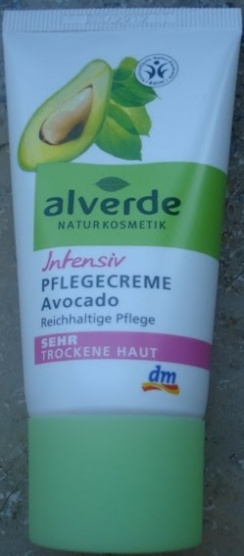 alverde
NATURKOSMETIK
Intensiv
PFLEGECREME
Avocado
Reichhaltige Pflege
SEHR
TROCKENE HAUT
dm